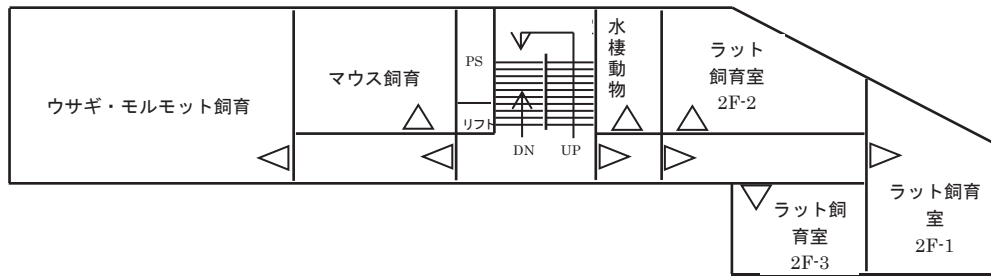 ウサギ・モルモット飼育
マウス飼育
PS
リフト
DN
UP
水棲動物
ラット
飼育室
2F-2
ラット飼
育室
2F-3
ラット飼育
室
2F-1